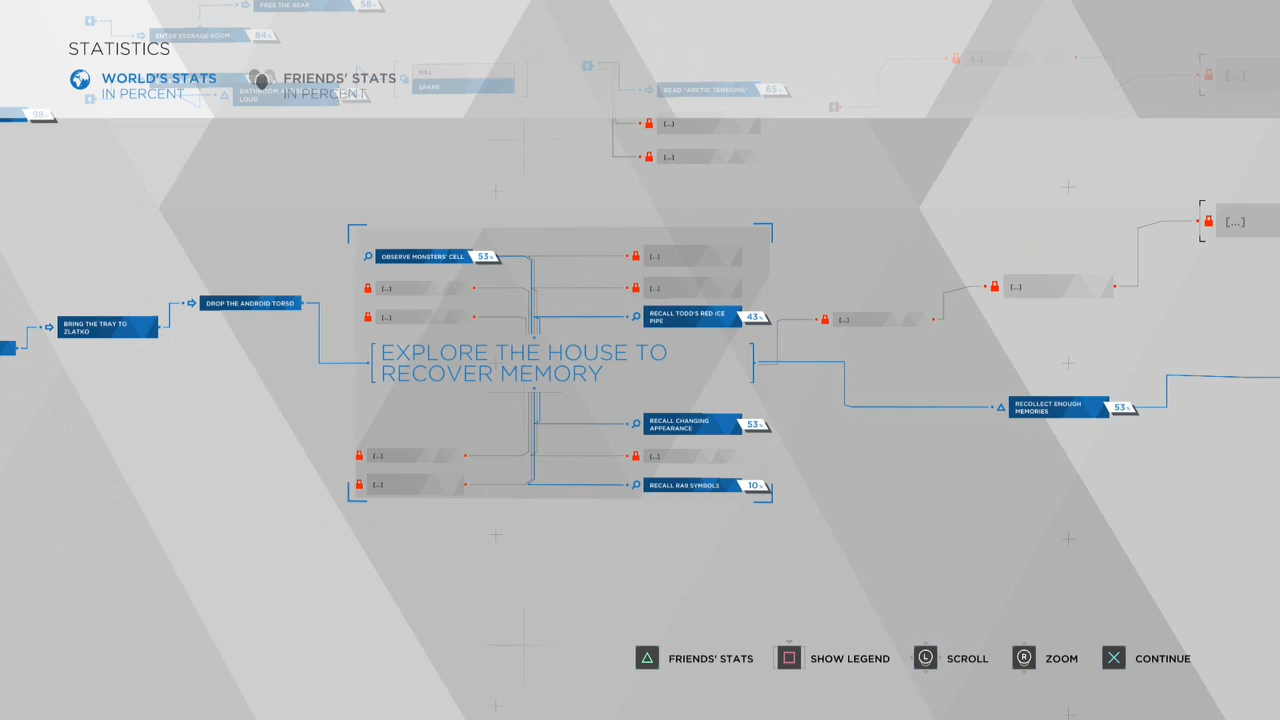 FREE THE BEAR 58%
ENTER STORAGE ROOM 84%
STATISTICS
WORLD'S STATS
IN PERCENT
FRIENDS' STATS
IN PERCENT
KILL
SPARE
LOUD
READ "ARCTIC TENSIONS" 65%
[...]
98%
[...]
[...]
[...]
OBSERVE MONSTERS' CELL 53%
[...]
[...]
[...]
[...]
DROP THE ANDROID TORSO
[...]
RECALL TODD'S RED ICE
PIPE
43%
BRING THE TRAY TO
ZLATKO
[...]
EXPLORE THE HOUSE TO
RECOVER MEMORY
RECOLLECT ENOUGH
MEMORIES
53%
RECALL CHANGING
APPEARANCE
53%
[...]
[...]
[...]
RECALL RA9 SYMBOLS 10%
FRIENDS' STATS
SHOW LEGEND
L
SCROLL
R
ZOOM
CONTINUE